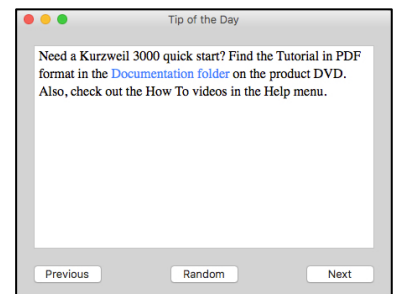 Tip of the Day
Need a Kurzweil 3000 quick start? Find the Tutorial in PDF
format in the Documentation folder on the product DVD.
Also, check out the How To videos in the Help menu.
Previous Random Next